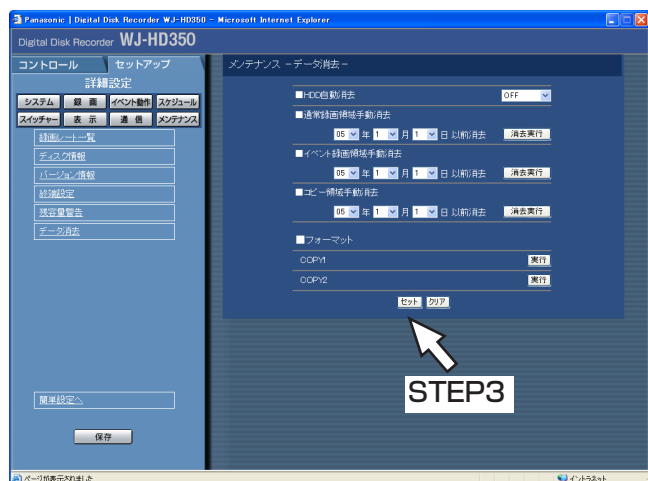 Panasonic | Digital Disk Recorder WJ-HD350 - Microsoft Internet Explorer
Digital Disk Recorder WJ-HD350
コントロール セットアップ
詳細設定
システム 録 画 イベント動作 スケジュール
スイッチャー 表 示 通 信 メンテナンス
録画レート一覧
ディスク情報
バージョン情報
終端設定
残容量警告
データ消去
簡単設定へ
保存
メンテナンス －データ消去－
■HDD自動消去 OFF
■通常録画領域手動消去
05 年 1 月 1 日 以前消去 消去実行
■イベント録画領域手動消去
05 年 1 月 1 日 以前消去 消去実行
■コピー領域手動消去
05 年 1 月 1 日 以前消去 消去実行
■フォーマット
COPY1 実行
COPY2 実行
セット クリア
STEP3
ページが表示されました イントラネット